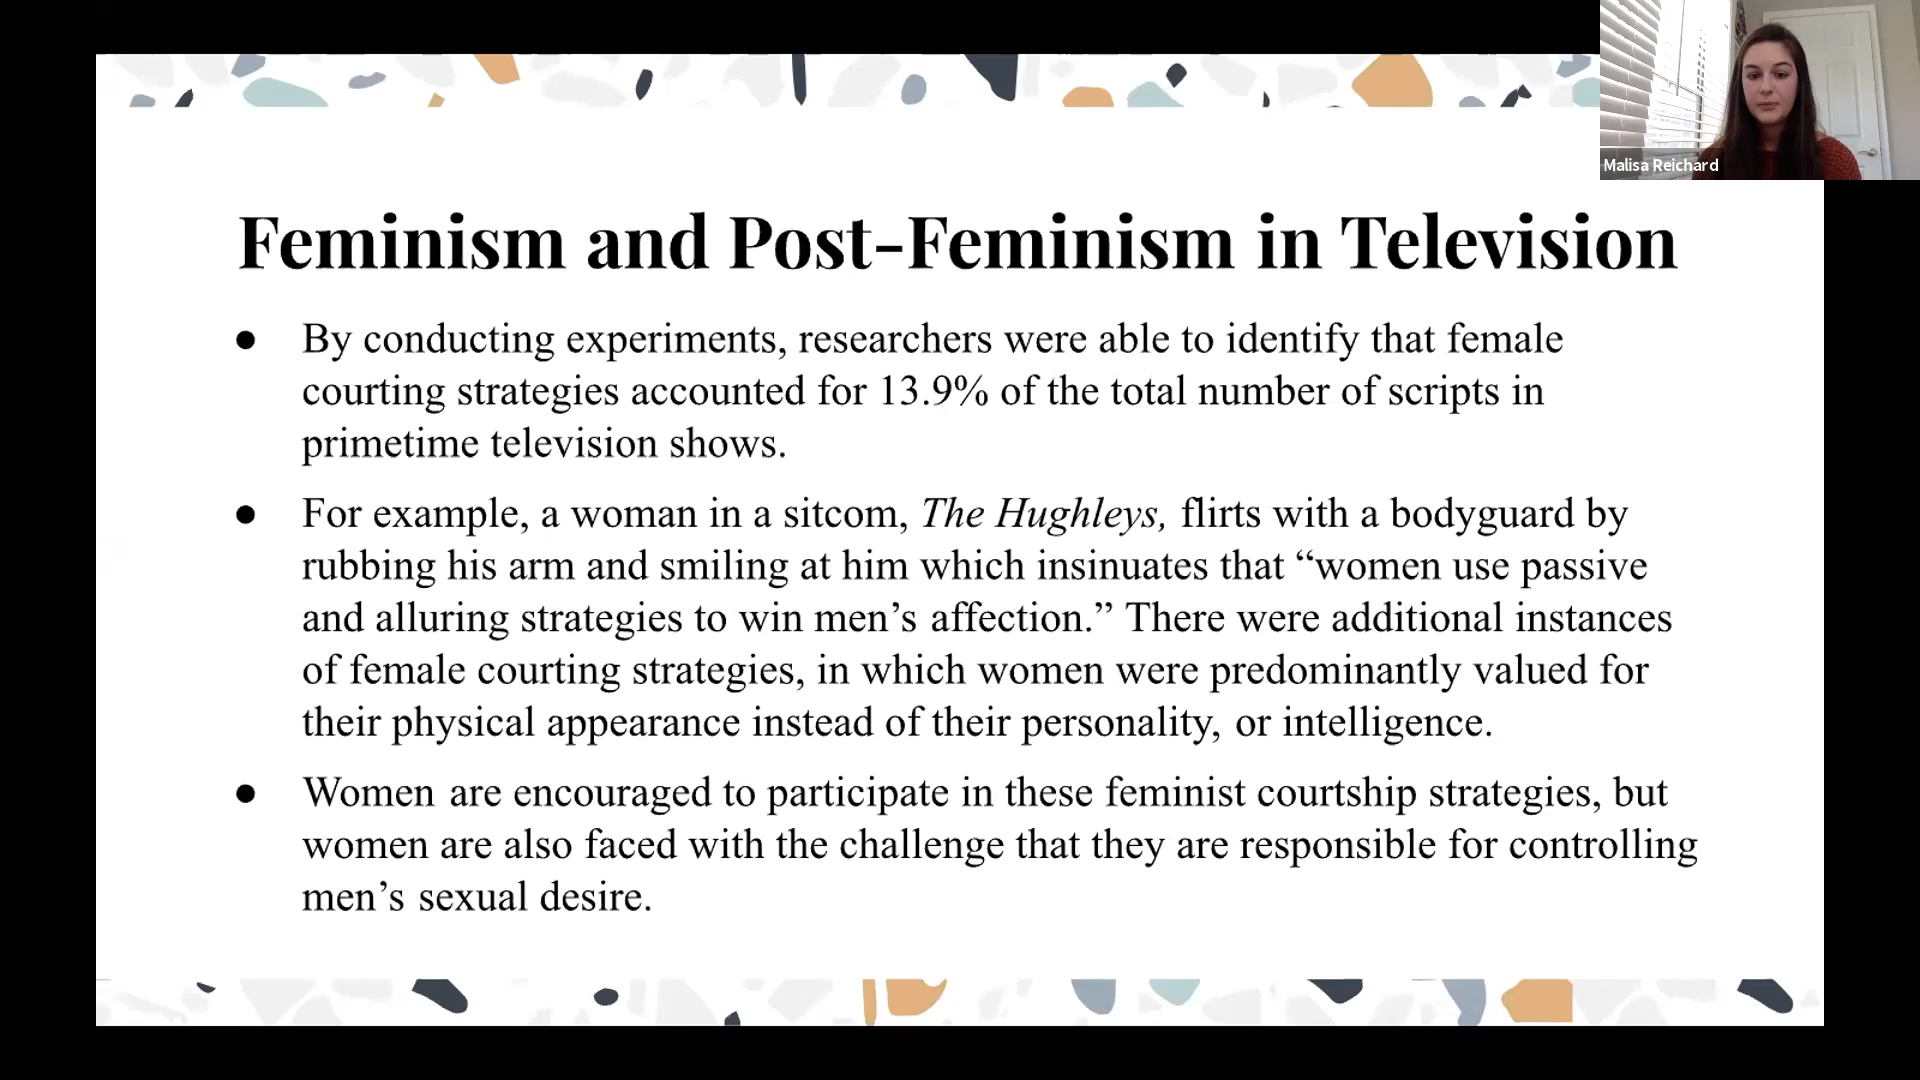 Malisa Reichard
Feminism and Post-Feminism in Television
● By conducting experiments, researchers were able to identify that female
courting strategies accounted for 13.9% of the total number of scripts in
primetime television shows.
● For example, a woman in a sitcom, The Hughleys, flirts with a bodyguard by
rubbing his arm and smiling at him which insinuates that “women use passive
and alluring strategies to win men’s affection.” There were additional instances
of female courting strategies, in which women were predominantly valued for
their physical appearance instead of their personality, or intelligence.
● Women are encouraged to participate in these feminist courtship strategies, but
women are also faced with the challenge that they are responsible for controlling
men’s sexual desire.